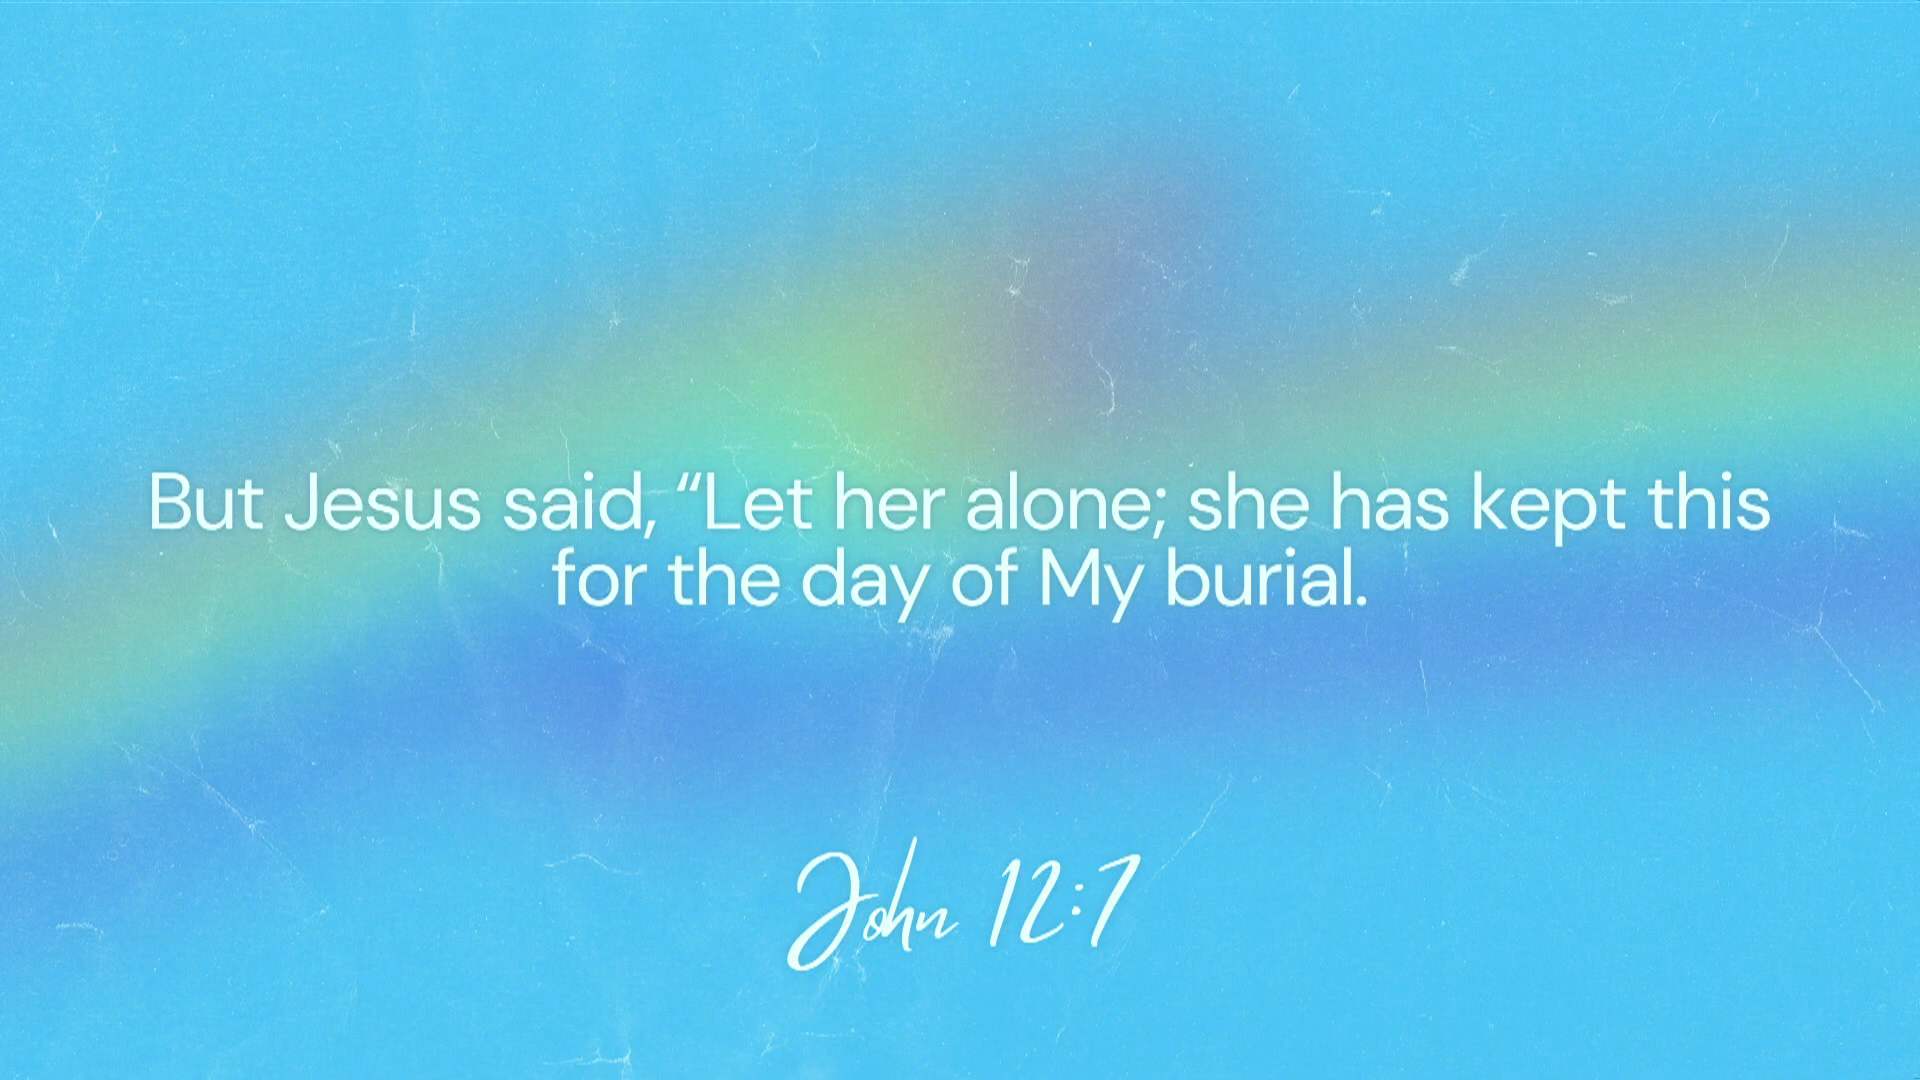 But Jesus said, “Let her alone; she has kept this
for the day of My burial.
John 12:7